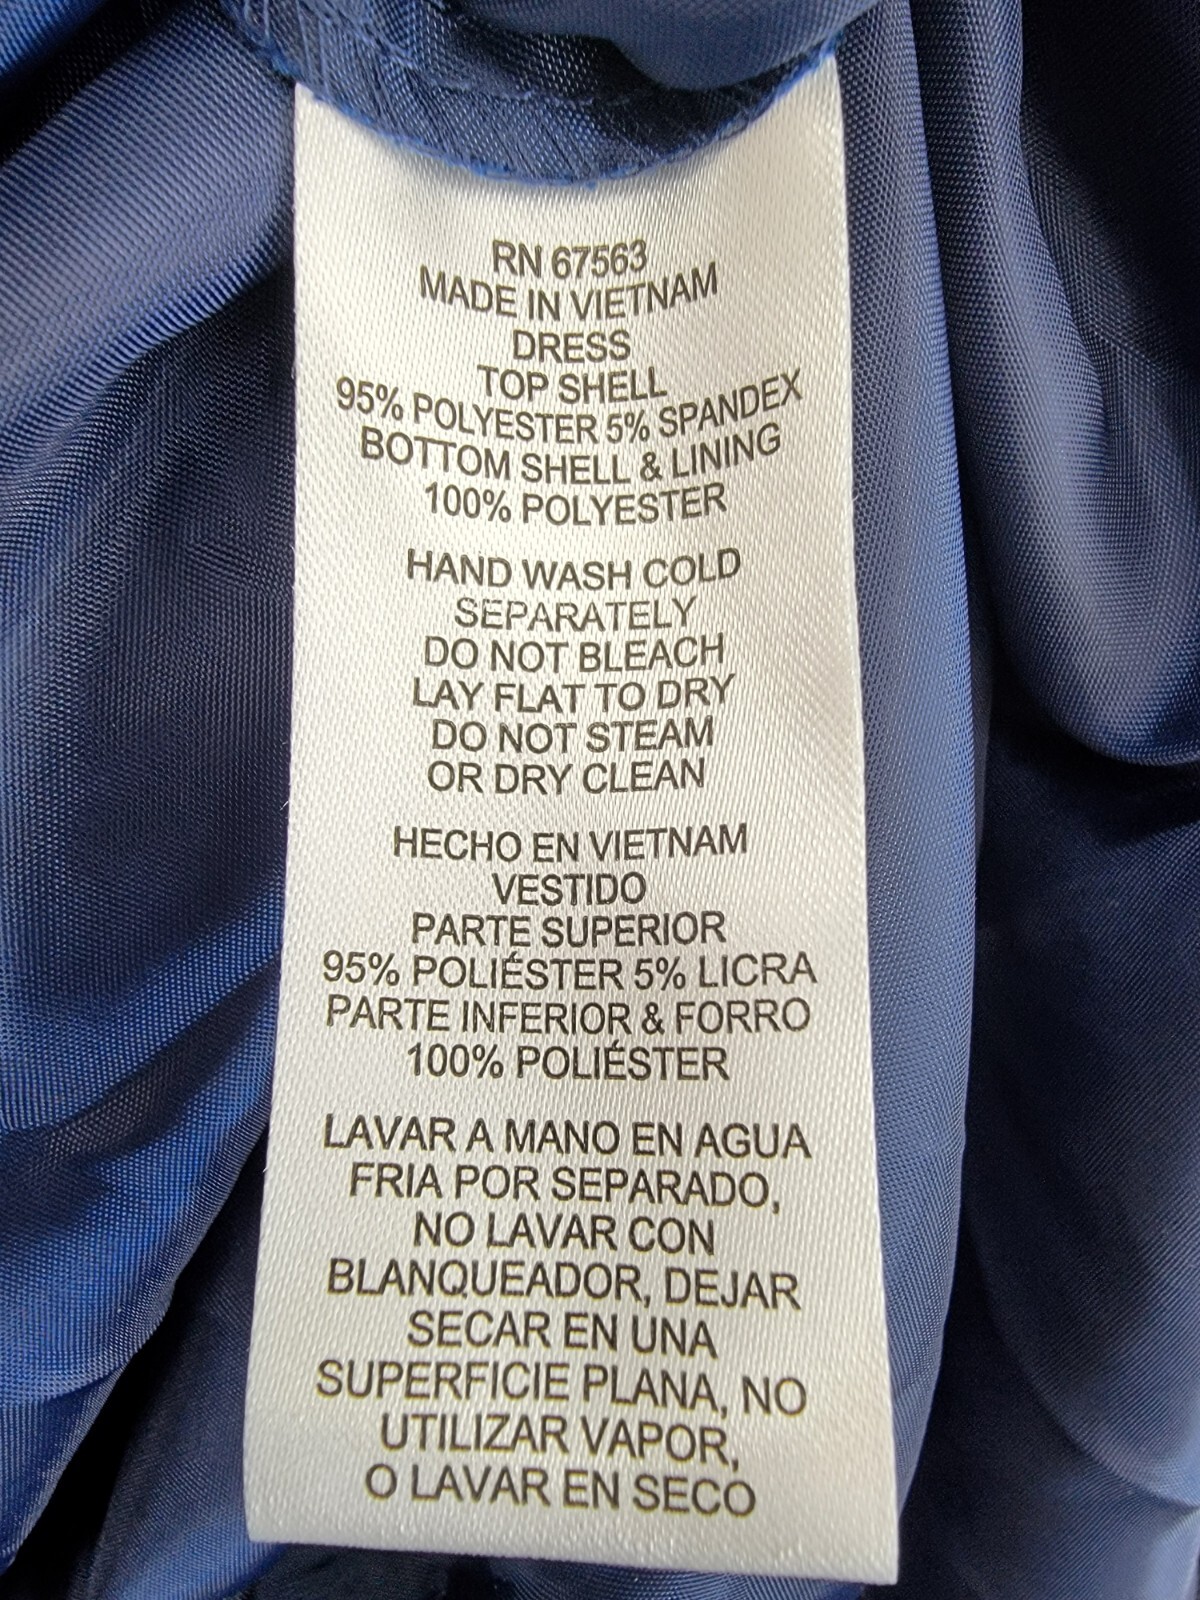 RN 67563
MADE IN VIETNAM
DRESS
TOP SHELL
95% POLYESTER 5% SPANDEX
BOTTOM SHELL & LINING
100% POLYESTER
HAND WASH COLD
SEPARATELY
DO NOT BLEACH
LAY FLAT TO DRY
DO NOT STEAM
OR DRY CLEAN
HECHO EN VIETNAM
VESTIDO
PARTE SUPERIOR
95% POLIÉSTER 5% LICRA
PARTE INFERIOR & FORRO
100% POLIÉSTER
LAVAR A MANO EN AGUA
FRIA POR SEPARADO,
NO LAVAR CON
BLANQUEADOR, DEJAR
SECAR EN UNA
SUPERFICIE PLANA, NO
UTILIZAR VAPOR,
O LAVAR EN SECO